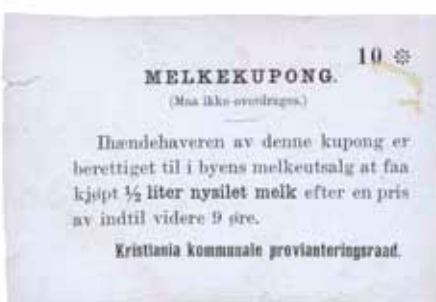 10 ❊
MELKEKUPONG.
(Maa ikke overdrages.)
Ihændehaveren av denne kupong er
berettiget til i byens melkeutsalg at faa
kjøpt ½ liter nysilet melk efter en pris
av indtil videre 9 øre.
Kristiania kommunale provianteringsraad.